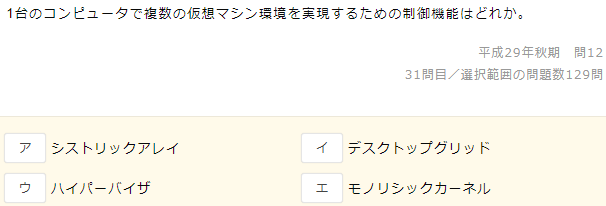 1台のコンピュータで複数の仮想マシン環境を実現するための制御機能はどれか。
平成29年秋期　問12
31問目／選択範囲の問題数129問
ア シストリックアレイ
イ デスクトップグリッド
ウ ハイパーバイザ
エ モノリシックカーネル